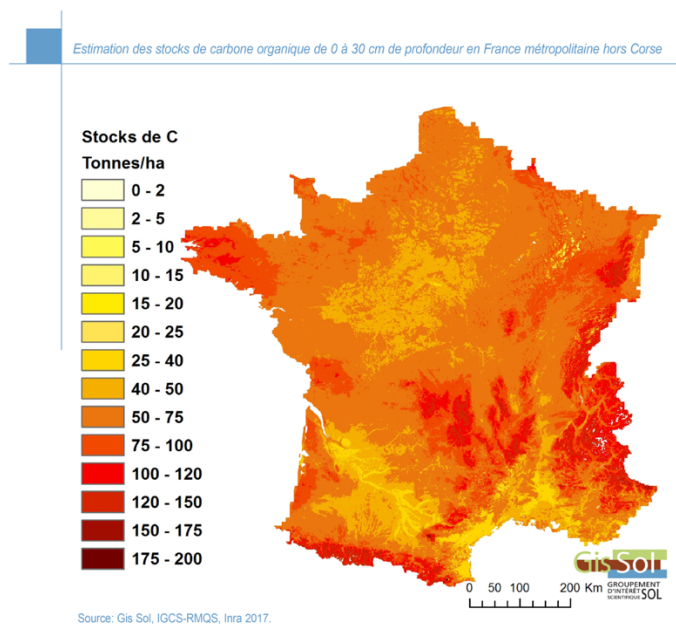 Estimation des stocks de carbone organique de 0 à 30 cm de profondeur en France métropolitaine hors Corse
Stocks de C
Tonnes/ha
0 - 2
2 - 5
5 - 10
10 - 15
15 - 20
20 - 25
25 - 40
40 - 50
50 - 75
75 - 100
100 - 120
120 - 150
150 - 175
175 - 200
GisSol
GROUPEMENT
D'INTÉRÊT
SCIENTIFIQUE SOL
0 50 100 200 Km
Source: Gis Sol, IGCS-RMQS, Inra 2017.